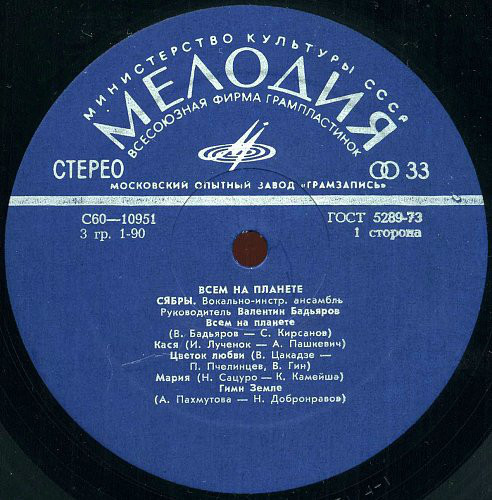 МИНИСТЕРСТВО КУЛЬТУРЫ СССР
МЕЛОДИЯ
ВСЕСОЮЗНАЯ ФИРМА ГРАМПЛАСТИНОК
СТЕРЕО 33
МОСКОВСКИЙ ОПЫТНЫЙ ЗАВОД «ГРАМЗАПИСЬ»
С60—10951 ГОСТ 5289-73
3 гр. 1-90 1 сторона
ВСЕМ НА ПЛАНЕТЕ
СЯБРЫ. Вокально-инстр. ансамбль
Руководитель Валентин Бадьяров
Всем на планете
(В. Бадьяров — С. Кирсанов)
Кася (И. Лученок — А. Пашкевич)
Цветок любви (В. Цакадзе —
П. Пчелинцев, В. Гин)
Мария (Н. Сацуро — К. Камейша)
Гимн Земле
(А. Пахмутова — Н. Добронравов)